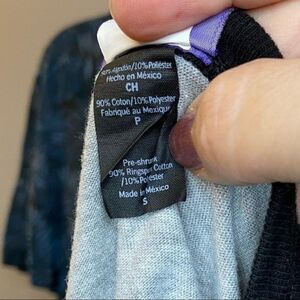 90% Algodón/10% Poliéster
Hecho en México
CH
90% Coton/10% Polyester
Fabriqué au Mexique
P
Pre-shrunk
90% Ringspun Cotton
/10% Polyester
Made in México
S